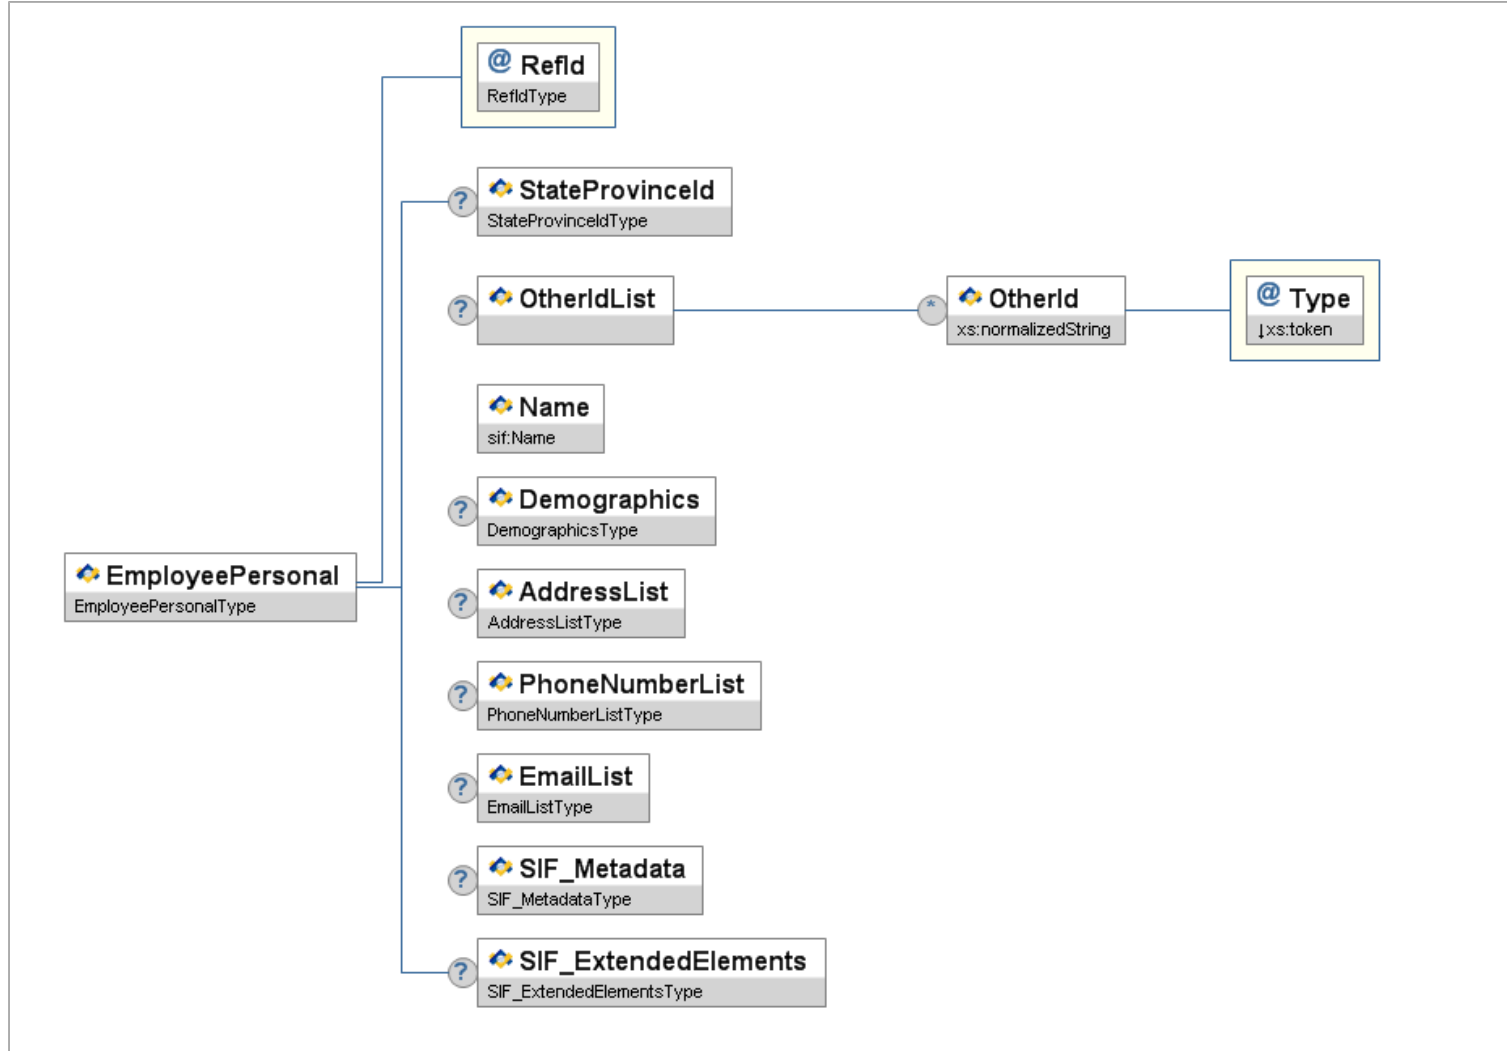 @ RefId
RefIdType
? StateProvinceId
StateProvinceIdType
? OtherIdList
* OtherId
xs:normalizedString
@ Type
↓xs:token
Name
sif:Name
? Demographics
DemographicsType
EmployeePersonal
EmployeePersonalType
? AddressList
AddressListType
? PhoneNumberList
PhoneNumberListType
? EmailList
EmailListType
? SIF_Metadata
SIF_MetadataType
? SIF_ExtendedElements
SIF_ExtendedElementsType